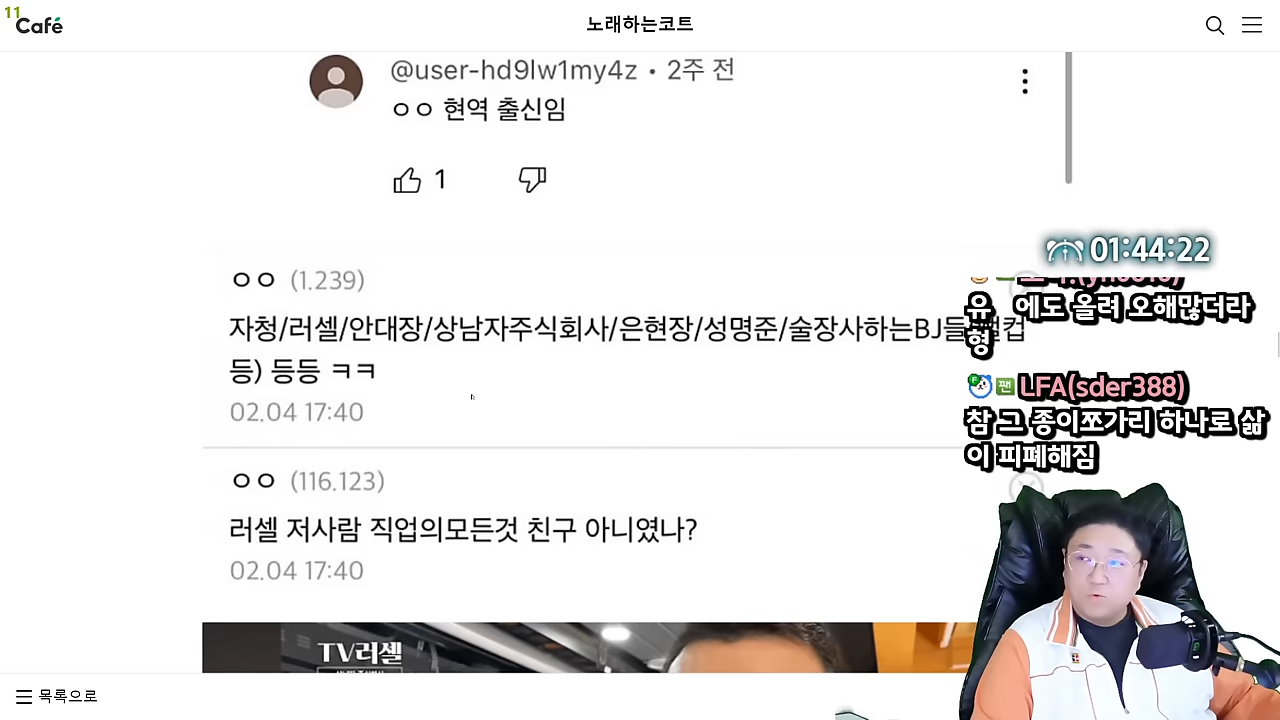 11
Café
노래하는코트
@user-hd9lw1my4z • 2주 전
ㅇㅇ 현역 출신임
1
ㅇㅇ (1.239)
자청/러셀/안대장/상남자주식회사/은현장/성명준/술장사하는BJ들
등) 등등 ㅋㅋ
02.04 17:40
ㅇㅇ (116.123)
러셀 저사람 직업의모든것 친구 아니였나?
02.04 17:40
TV러셀
01:44:22
유 에도 올려 오해많더라
형
팬 LFA(sder388)
참 그 종이쪼가리 하나로 삶
이 피폐해짐
목록으로